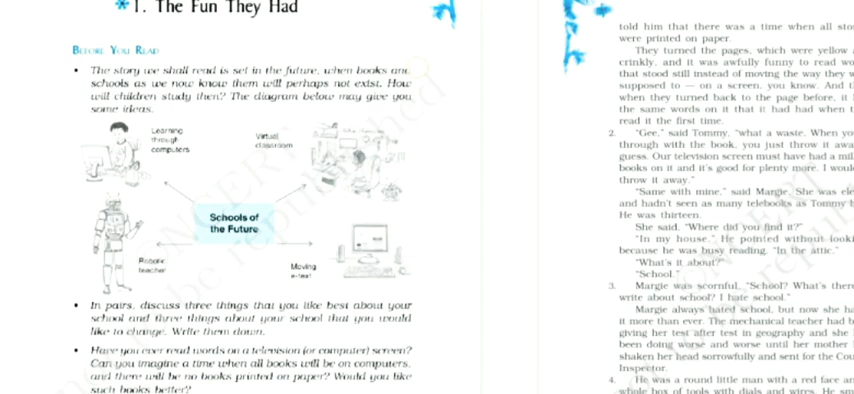 *1. The Fun They Had
BEFORE YOU READ
• The story we shall read is set in the future, when books and
schools as we now know them will perhaps not exist. How
will children study then? The diagram below may give you
some ideas.
Learning
through
computers
Virtual
classroom
Schools of
the Future
Robotic
teacher
Moving
e-text
• In pairs, discuss three things that you like best about your
school and three things about your school that you would
like to change. Write them down.
• Have you ever read words on a television (or computer) screen?
Can you imagine a time when all books will be on computers,
and there will be no books printed on paper? Would you like
such books better?
told him that there was a time when all sto
were printed on paper.
They turned the pages, which were yellow
crinkly, and it was awfully funny to read wo
that stood still instead of moving the way they w
supposed to — on a screen, you know. And t
when they turned back to the page before, it
the same words on it that it had had when t
read it the first time.
2. "Gee," said Tommy, "what a waste. When yo
through with the book, you just throw it awa
guess. Our television screen must have had a mil
books on it and it's good for plenty more. I woul
throw it away."
"Same with mine," said Margie. She was ele
and hadn't seen as many telebooks as Tommy h
He was thirteen.
She said, "Where did you find it?"
"In my house." He pointed without looki
because he was busy reading. "In the attic."
"What's it about?"
"School."
3. Margie was scornful. "School? What's there
write about school? I hate school."
Margie always hated school, but now she ha
it more than ever. The mechanical teacher had b
giving her test after test in geography and she
been doing worse and worse until her mother
shaken her head sorrowfully and sent for the Cou
Inspector.
4. He was a round little man with a red face an
whole box of tools with dials and wires. He sm